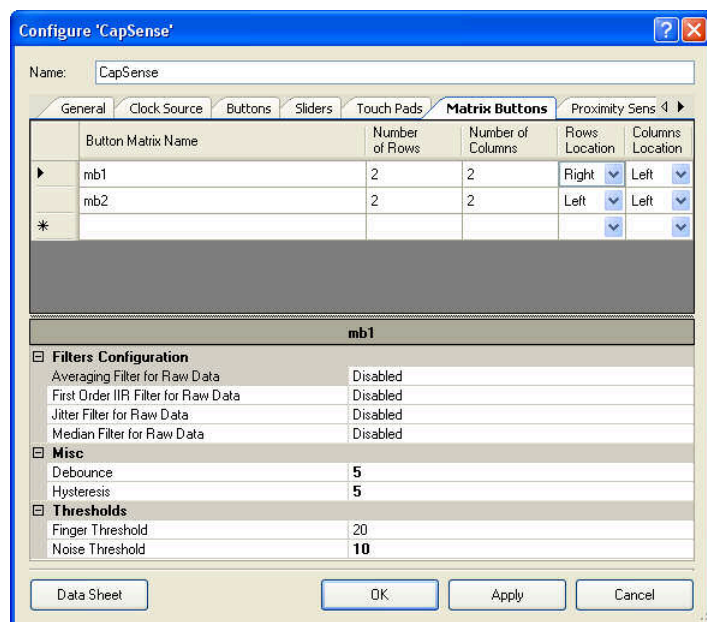 Configure 'CapSense'
Name: CapSense
General Clock Source Buttons Sliders Touch Pads Matrix Buttons Proximity Sens
Button Matrix Name Number of Rows Number of Columns Rows Location Columns Location
mb1 2 2 Right Left
mb2 2 2 Left Left
mb1
Filters Configuration
Averaging Filter for Raw Data Disabled
First Order IIR Filter for Raw Data Disabled
Jitter Filter for Raw Data Disabled
Median Filter for Raw Data Disabled
Misc
Debounce 5
Hysteresis 5
Thresholds
Finger Threshold 20
Noise Threshold 10
Data Sheet OK Apply Cancel